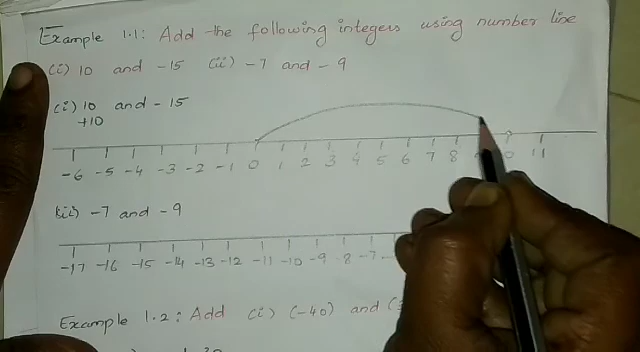 Example 1.1: Add the following integers using number line
(i) 10 and -15 (ii) -7 and -9
(i) 10 and -15
+10
-6 -5 -4 -3 -2 -1 0 1 2 3 4 5 6 7 8 11
(ii) -7 and -9
-17 -16 -15 -14 -13 -12 -11 -10 -9 -8 -7
Example 1.2: Add (i) (-40) and